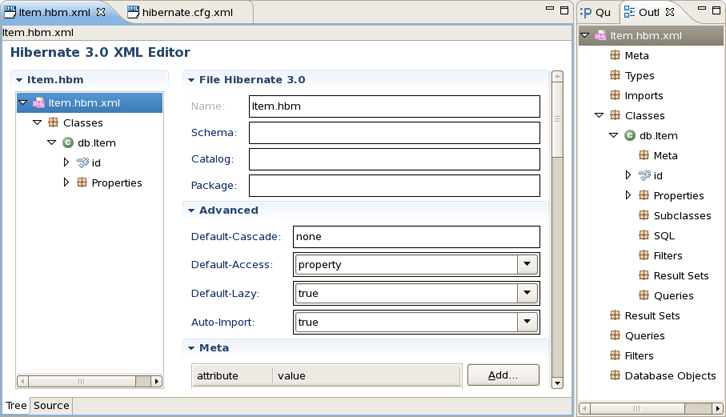 Item.hbm.xml
hibernate.cfg.xml
Item.hbm.xml
Hibernate 3.0 XML Editor
Item.hbm
Item.hbm.xml
Classes
db.Item
id
Properties
File Hibernate 3.0
Name: Item.hbm
Schema:
Catalog:
Package:
Advanced
Default-Cascade: none
Default-Access: property
Default-Lazy: true
Auto-Import: true
Meta
attribute value Add...
Tree Source
Qu Outl
Item.hbm.xml
Meta
Types
Imports
Classes
db.Item
Meta
id
Properties
Subclasses
SQL
Filters
Result Sets
Queries
Result Sets
Queries
Filters
Database Objects